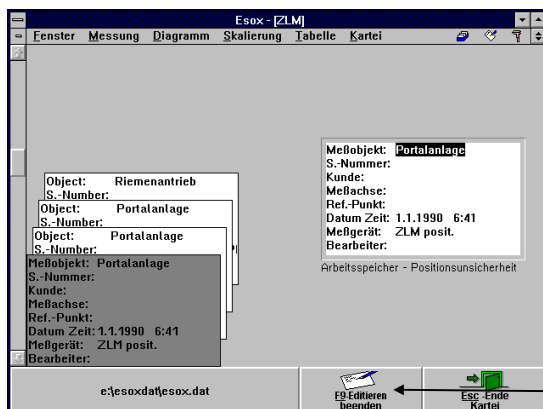 Esox - [ZLM]
Fenster Messung Diagramm Skalierung Tabelle Kartei
Meßobjekt: Portalanlage
S.-Nummer:
Kunde:
Meßachse:
Ref.-Punkt:
Datum Zeit: 1.1.1990 6:41
Meßgerät: ZLM posit.
Bearbeiter:
Arbeitsspeicher - Positionsunsicherheit
Object: Riemenantrieb
S.-Number:
Object: Portalanlage
S.-Number:
Object: Portalanlage
S.-Number:
Meßobjekt: Portalanlage
S.-Nummer:
Kunde:
Meßachse:
Ref.-Punkt:
Datum Zeit: 1.1.1990 6:41
Meßgerät: ZLM posit.
Bearbeiter:
e:\esoxdat\esox.dat
F9-Editieren
beenden
Esc -Ende
Kartei